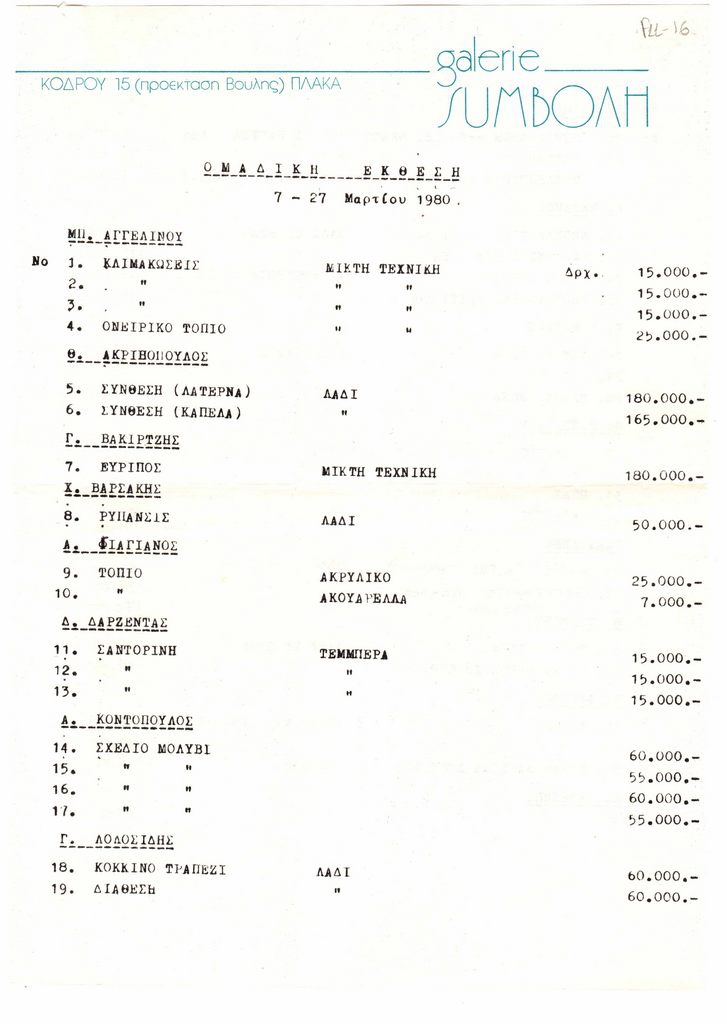 FLL-16
galerie
ΚΟΔΡΟΥ 15 (προέκταση Βουλής) ΠΛΑΚΑ
SUMBOΛH
ΟΜΑΔΙΚΗ ΕΚΘΕΣΗ
7 - 27 Μαρτίου 1980.
ΜΠ. ΑΓΓΕΛΙΝΟΥ
Νο 1. ΚΛΙΜΑΚΩΣΕΙΣ ΜΙΚΤΗ ΤΕΧΝΙΚΗ Δρχ. 15.000.-
2. " " " 15.000.-
3. " " " 15.000.-
4. ΟΝΕΙΡΙΚΟ ΤΟΠΙΟ " " 25.000.-
Θ. ΑΚΡΙΘΟΠΟΥΛΟΣ
5. ΣΥΝΘΕΣΗ (ΛΑΤΕΡΝΑ) ΛΑΔΙ 180.000.-
6. ΣΥΝΘΕΣΗ (ΚΑΠΕΛΑ) " 165.000.-
Γ. ΒΑΚΙΡΤΖΗΣ
7. ΕΥΡΙΠΟΣ ΜΙΚΤΗ ΤΕΧΝΙΚΗ 180.000.-
Χ. ΒΑΡΣΑΚΗΣ
8. ΡΥΠΑΝΣΙΣ ΛΑΔΙ 50.000.-
Α. ΦΙΑΓΙΑΝΟΣ
9. ΤΟΠΙΟ ΑΚΡΥΛΙΚΟ 25.000.-
10. " ΑΚΟΥΑΡΕΛΛΑ 7.000.-
Δ. ΔΑΡΖΕΝΤΑΣ
11. ΣΑΝΤΟΡΙΝΗ ΤΕΜΜΠΕΡΑ 15.000.-
12. " " 15.000.-
13. " " 15.000.-
Α. ΚΟΝΤΟΠΟΥΛΟΣ
14. ΣΧΕΔΙΟ ΜΟΛΥΒΙ 60.000.-
15. " " 55.000.-
16. " " 60.000.-
17. " " 55.000.-
Γ. ΛΟΛΟΣΙΔΗΣ
18. ΚΟΚΚΙΝΟ ΤΡΑΠΕΖΙ ΛΑΔΙ 60.000.-
19. ΔΙΑΘΕΣΗ " 60.000.-